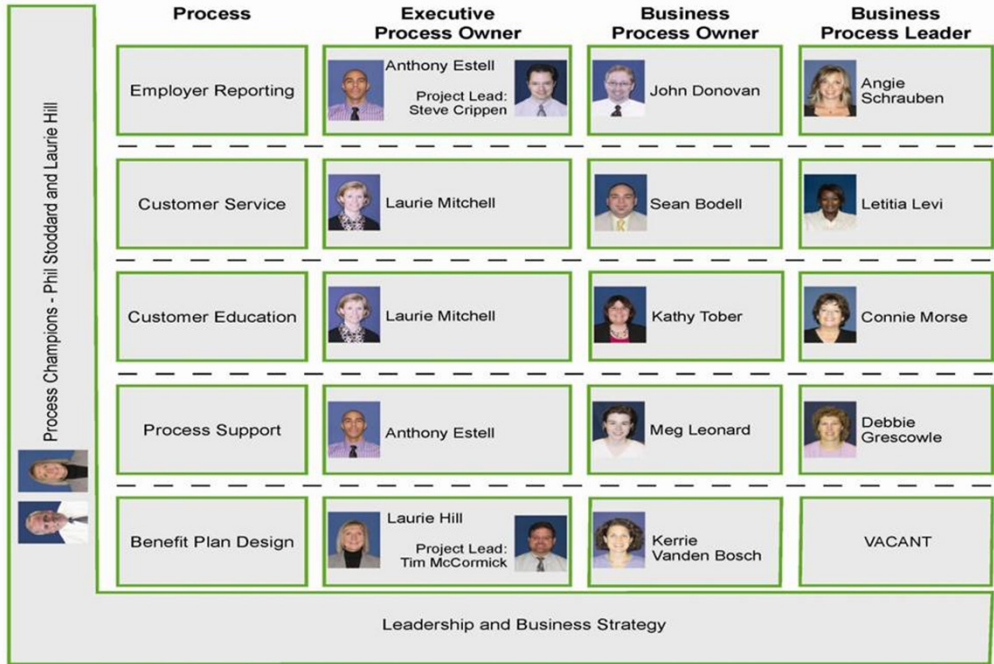 Process
Executive
Process Owner
Business
Process Owner
Business
Process Leader
Process Champions - Phil Stoddard and Laurie Hill
Employer Reporting
Anthony Estell
Project Lead:
Steve Crippen
John Donovan
Angie
Schrauben
Customer Service
Laurie Mitchell
Sean Bodell
Letitia Levi
Customer Education
Laurie Mitchell
Kathy Tober
Connie Morse
Process Support
Anthony Estell
Meg Leonard
Debbie
Grescowle
Benefit Plan Design
Laurie Hill
Project Lead:
Tim McCormick
Kerrie
Vanden Bosch
VACANT
Leadership and Business Strategy